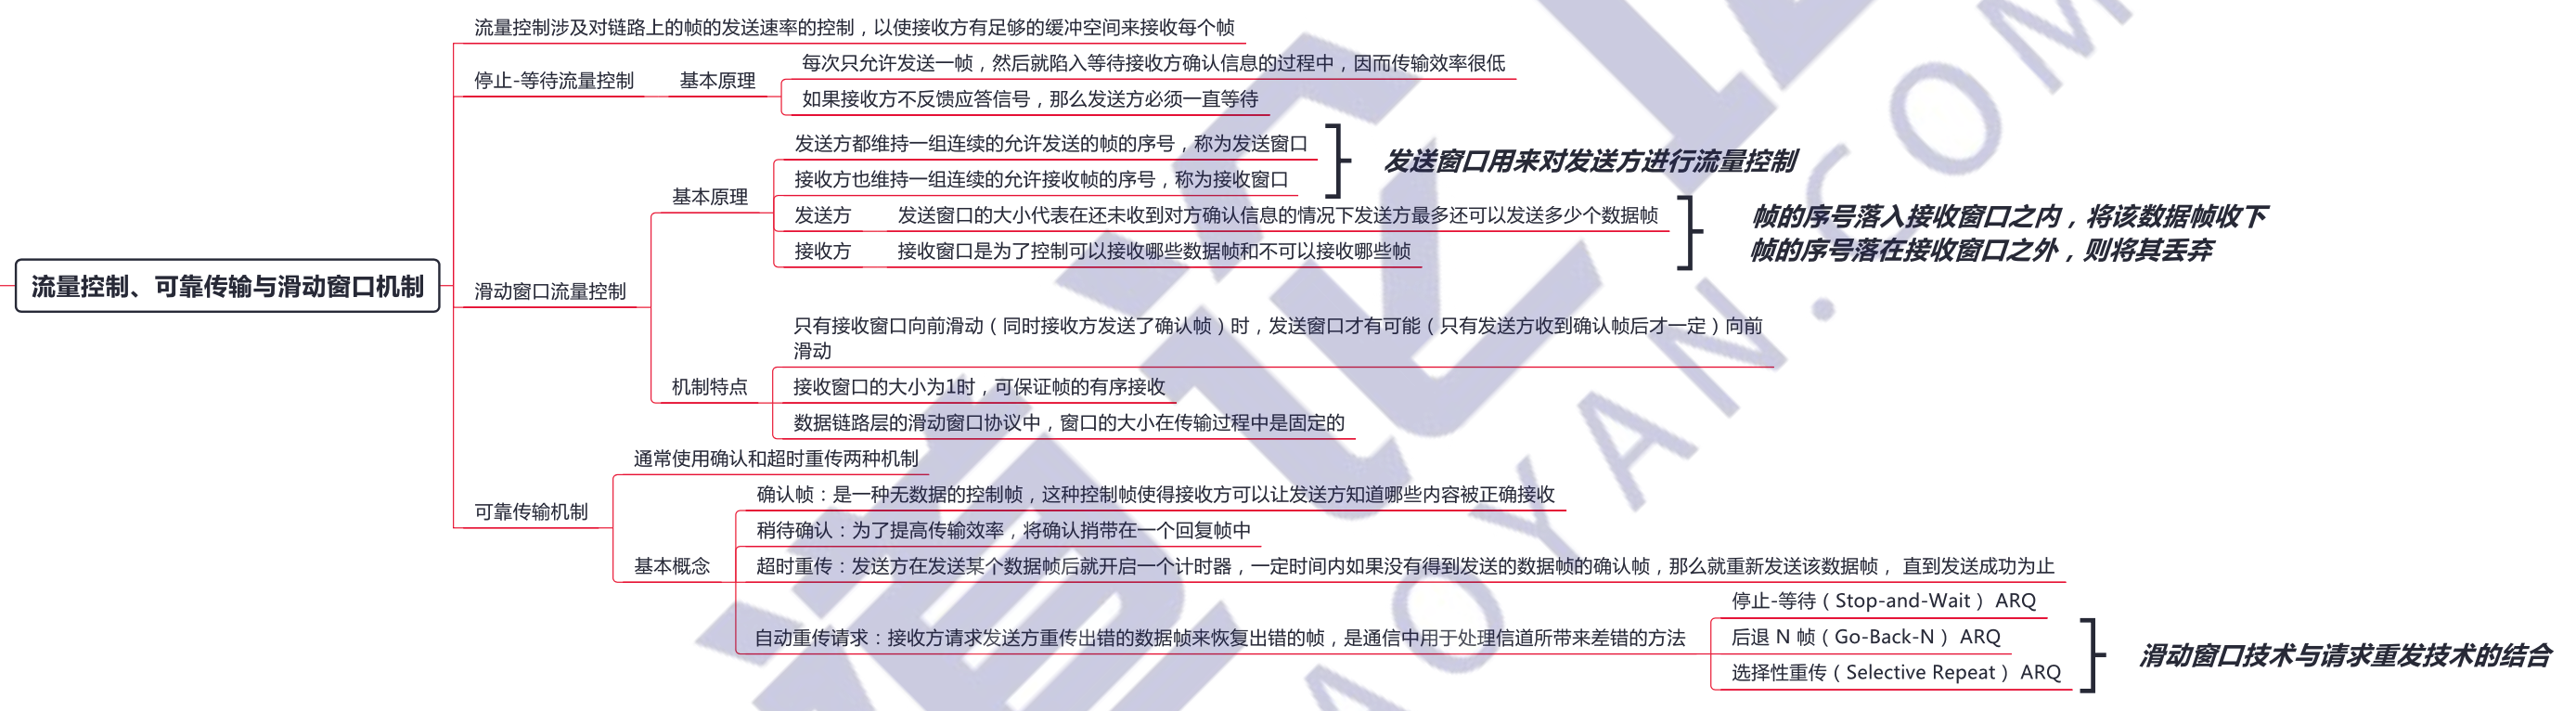 流量控制涉及对链路上的帧的发送速率的控制，以使接收方有足够的缓冲空间来接收每个帧
停止-等待流量控制
基本原理
每次只允许发送一帧，然后就陷入等待接收方确认信息的过程中，因而传输效率很低
如果接收方不反馈应答信号，那么发送方必须一直等待
流量控制、可靠传输与滑动窗口机制
滑动窗口流量控制
基本原理
发送方都维持一组连续的允许发送的帧的序号，称为发送窗口
接收方也维持一组连续的允许接收帧的序号，称为接收窗口
发送窗口用来对发送方进行流量控制
发送方 发送窗口的大小代表在还未收到对方确认信息的情况下发送方最多还可以发送多少个数据帧
接收方 接收窗口是为了控制可以接收哪些数据帧和不可以接收哪些帧
帧的序号落入接收窗口之内，将该数据帧收下
帧的序号落在接收窗口之外，则将其丢弃
机制特点
只有接收窗口向前滑动（同时接收方发送了确认帧）时，发送窗口才有可能（只有发送方收到确认帧后才一定）向前
滑动
接收窗口的大小为1时，可保证帧的有序接收
数据链路层的滑动窗口协议中，窗口的大小在传输过程中是固定的
可靠传输机制
通常使用确认和超时重传两种机制
基本概念
确认帧：是一种无数据的控制帧，这种控制帧使得接收方可以让发送方知道哪些内容被正确接收
稍待确认：为了提高传输效率，将确认捎带在一个回复帧中
超时重传：发送方在发送某个数据帧后就开启一个计时器，一定时间内如果没有得到发送的数据帧的确认帧，那么就重新发送该数据帧， 直到发送成功为止
自动重传请求：接收方请求发送方重传出错的数据帧来恢复出错的帧，是通信中用于处理信道所带来差错的方法
停止-等待（Stop-and-Wait） ARQ
后退 N 帧（Go-Back-N） ARQ
选择性重传（Selective Repeat） ARQ
滑动窗口技术与请求重发技术的结合
AOYAN.COM